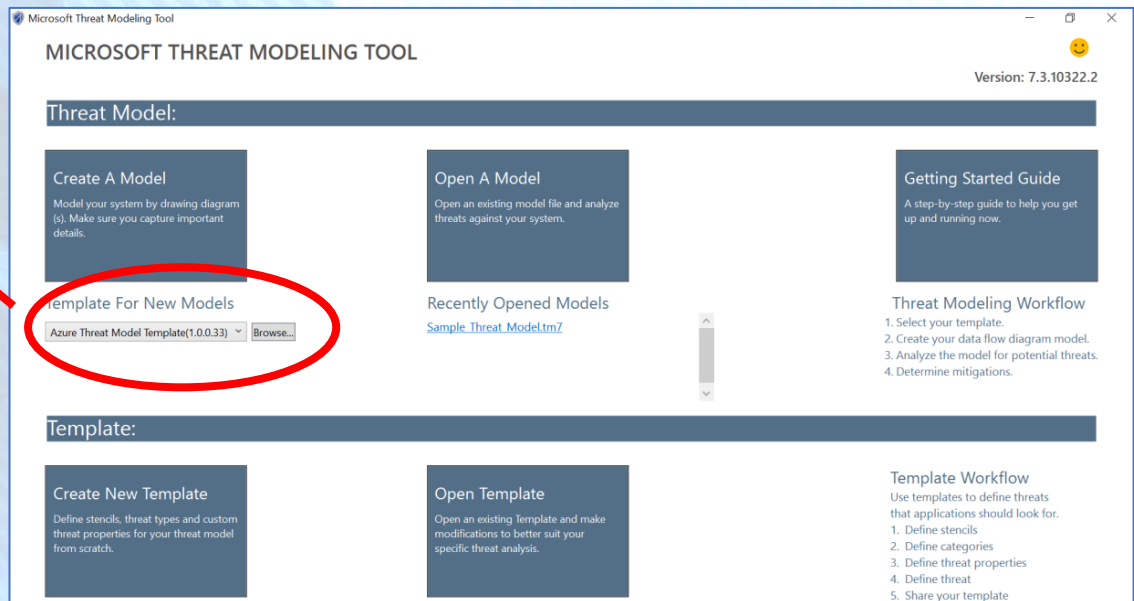 Microsoft Threat Modeling Tool
MICROSOFT THREAT MODELING TOOL
Version: 7.3.10322.2
Threat Model:
Create A Model
Model your system by drawing diagram
(s). Make sure you capture important
details.
Open A Model
Open an existing model file and analyze
threats against your system.
Getting Started Guide
A step-by-step guide to help you get
up and running now.
Template For New Models
Azure Threat Model Template(1.0.0.33)
Browse...
Recently Opened Models
Sample Threat Model.tm7
Threat Modeling Workflow
1. Select your template.
2. Create your data flow diagram model.
3. Analyze the model for potential threats.
4. Determine mitigations.
Template:
Create New Template
Define stencils, threat types and custom
threat properties for your threat model
from scratch.
Open Template
Open an existing Template and make
modifications to better suit your
specific threat analysis.
Template Workflow
Use templates to define threats
that applications should look for.
1. Define stencils
2. Define categories
3. Define threat properties
4. Define threat
5. Share your template